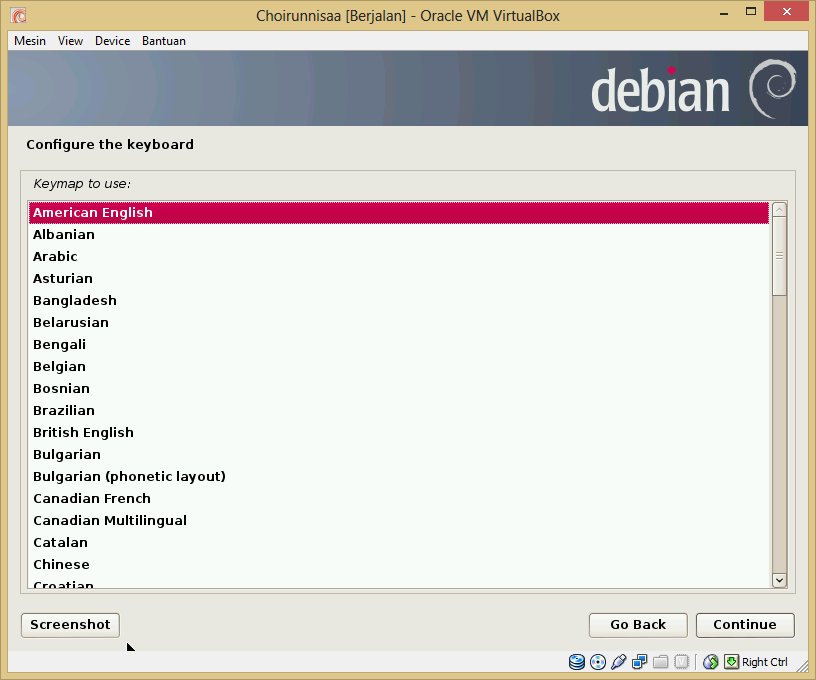 Choirunnisaa [Berjalan] - Oracle VM VirtualBox
Mesin View Device Bantuan
debian
Configure the keyboard
Keymap to use:
American English
Albanian
Arabic
Asturian
Bangladesh
Belarusian
Bengali
Belgian
Bosnian
Brazilian
British English
Bulgarian
Bulgarian (phonetic layout)
Canadian French
Canadian Multilingual
Catalan
Chinese
Croatian
Screenshot Go Back Continue
Right Ctrl